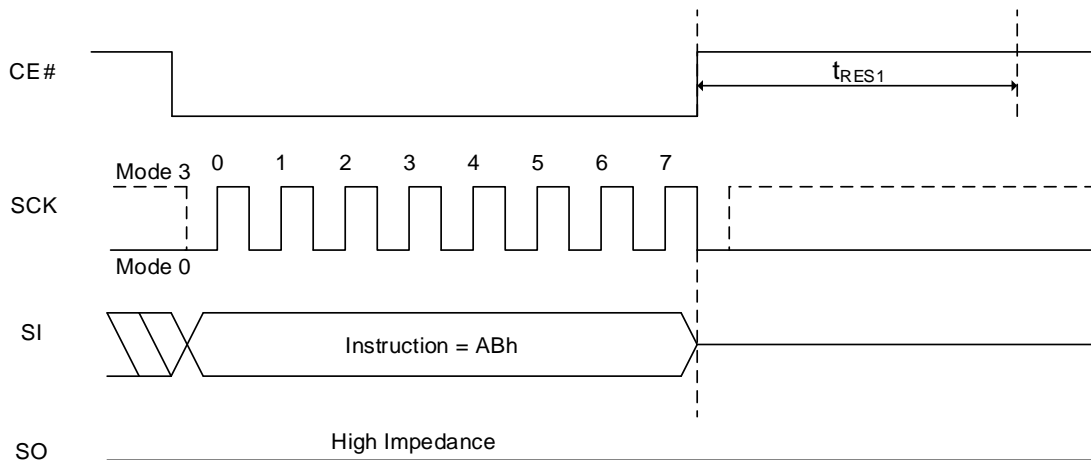 CE#
tRES1
Mode 3
0 1 2 3 4 5 6 7
SCK
Mode 0
SI
Instruction = ABh
High Impedance
SO